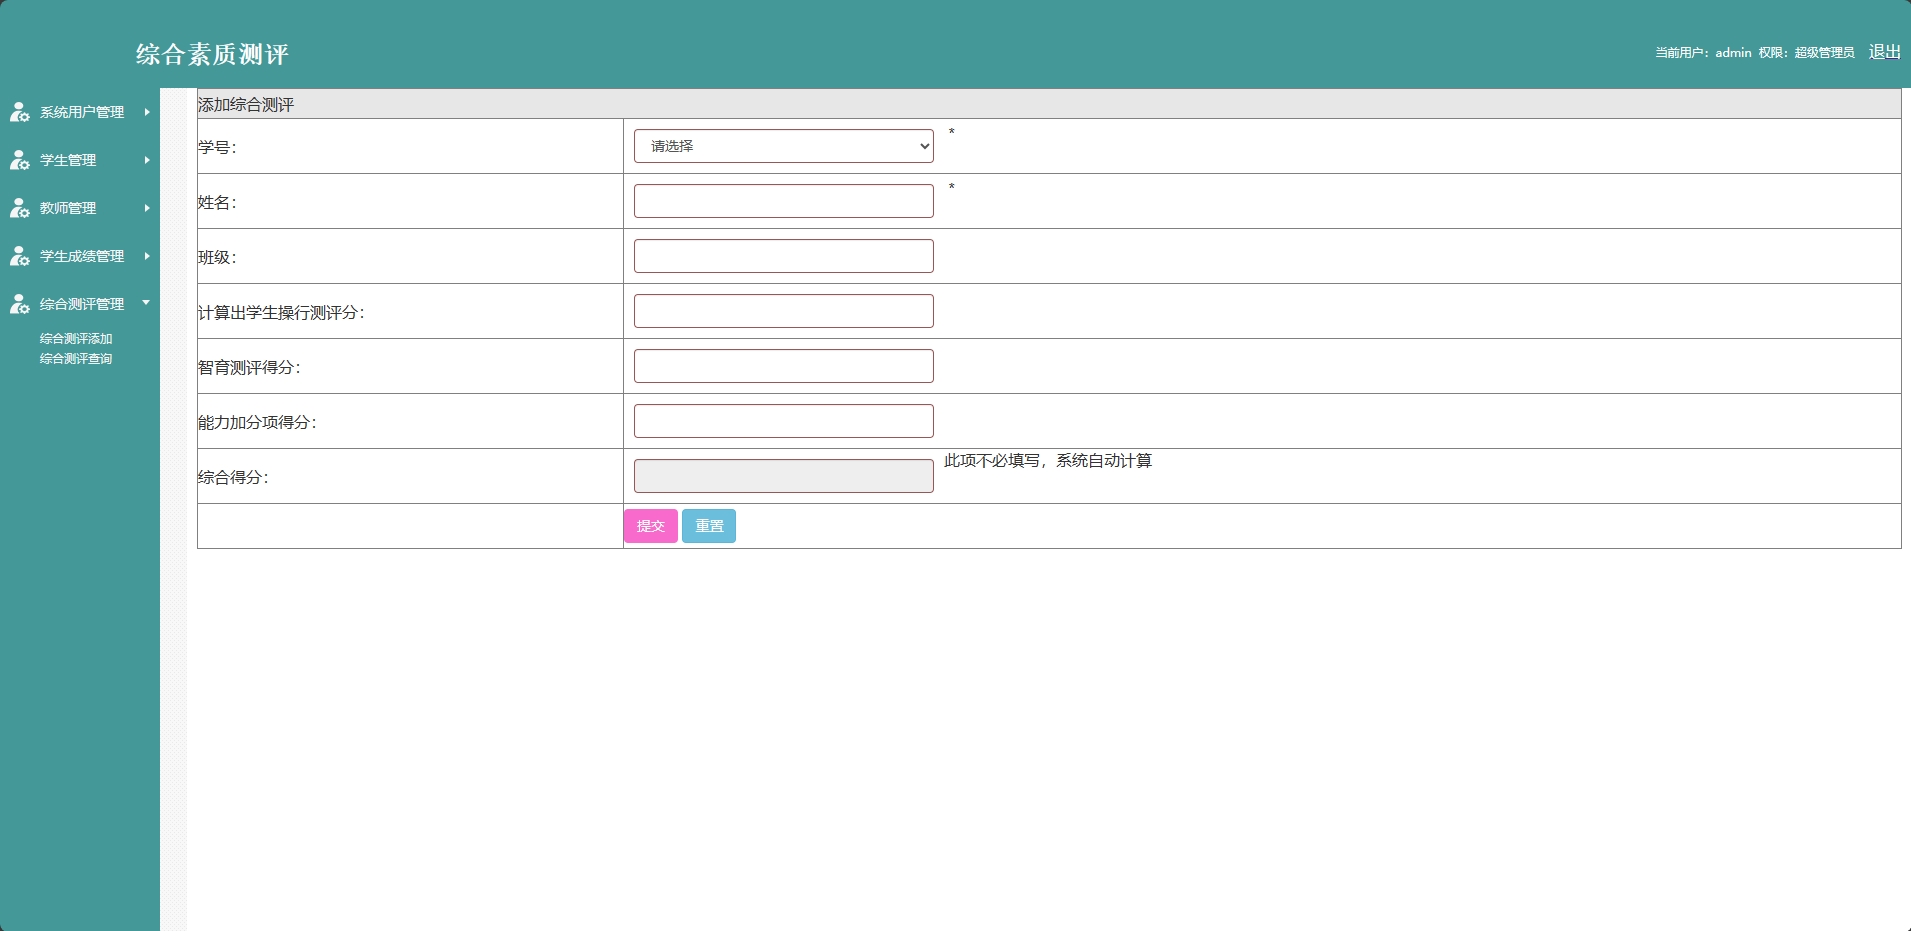 综合素质测评
当前用户：admin 权限：超级管理员 退出
系统用户管理
学生管理
教师管理
学生成绩管理
综合测评管理
综合测评添加
综合测评查询
添加综合测评
学号：
请选择
*
姓名：
*
班级：
计算出学生操行测评分：
智育测评得分：
能力加分项得分：
综合得分：
此项不必填写，系统自动计算
提交 重置